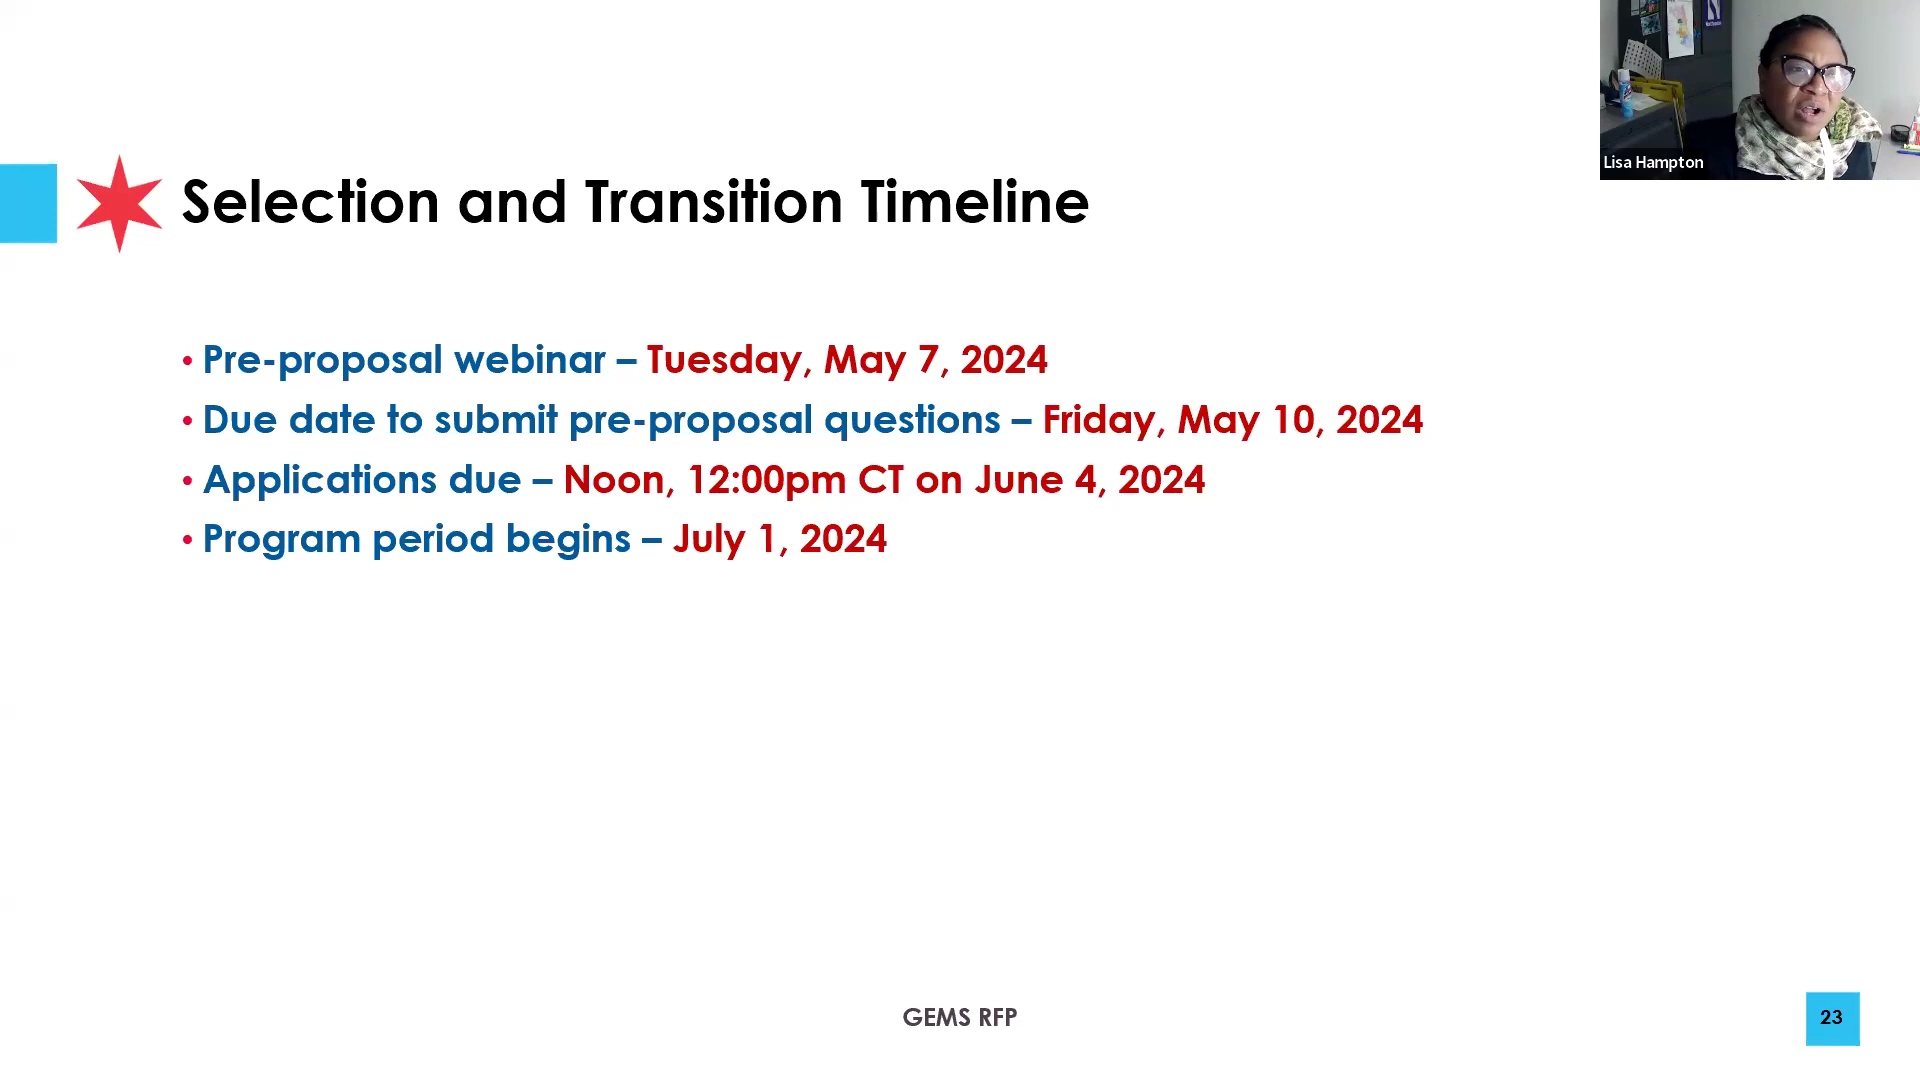 Lisa Hampton
Selection and Transition Timeline
• Pre-proposal webinar – Tuesday, May 7, 2024
• Due date to submit pre-proposal questions – Friday, May 10, 2024
• Applications due – Noon, 12:00pm CT on June 4, 2024
• Program period begins – July 1, 2024
GEMS RFP
23